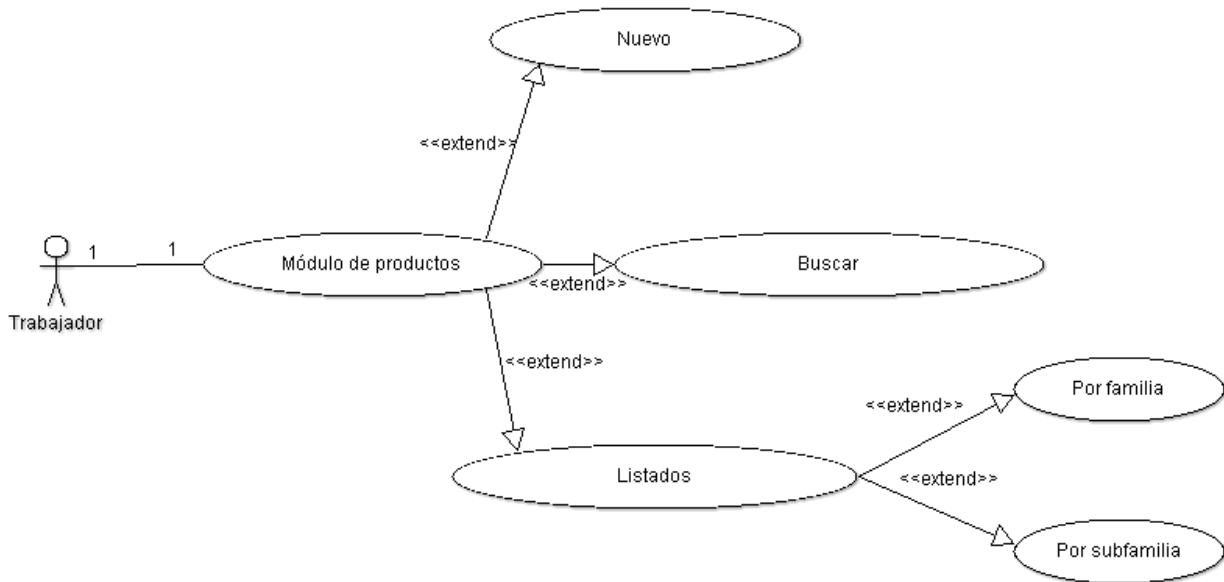 Nuevo
<<extend>>
1
1
Módulo de productos
Buscar
<<extend>>
Trabajador
<<extend>>
Por familia
<<extend>>
Listados
<<extend>>
Por subfamilia